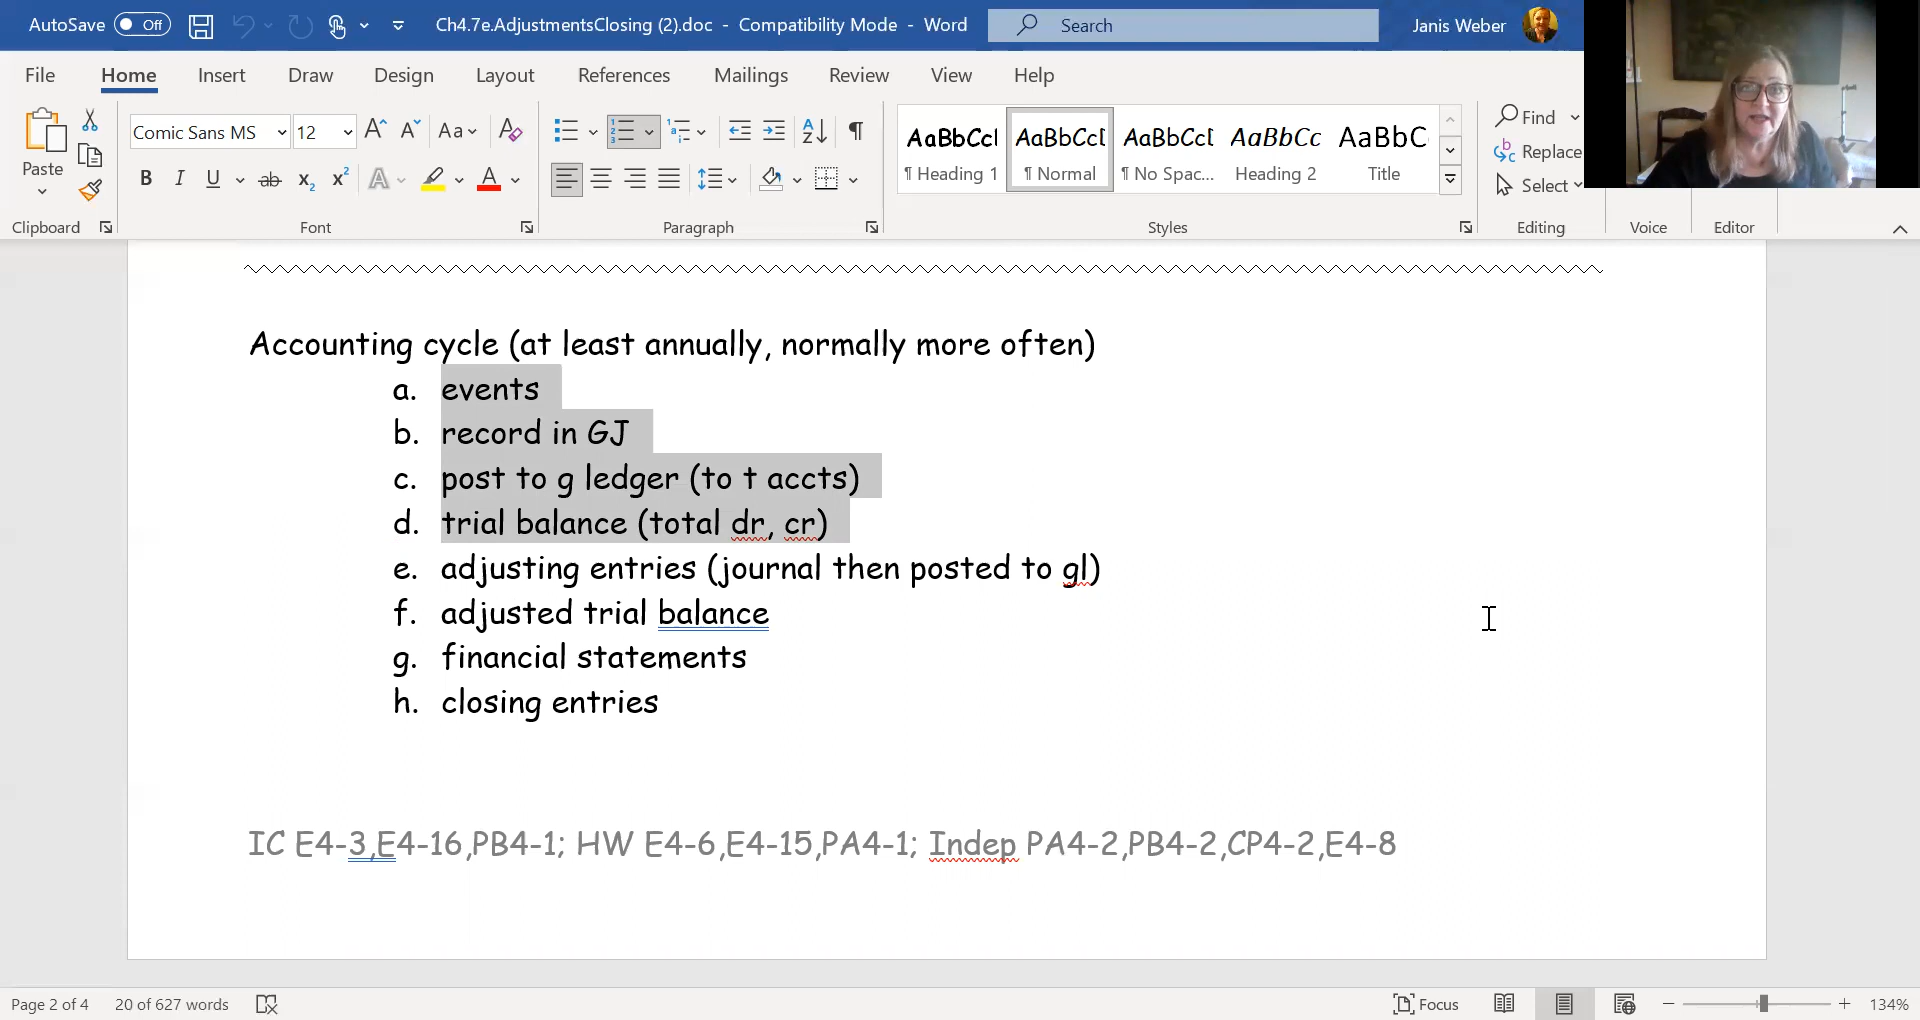 AutoSave Off Ch4.7e.AdjustmentsClosing (2).doc - Compatibility Mode - Word Search Janis Weber
File Home Insert Draw Design Layout References Mailings Review View Help
Paste
Clipboard
Comic Sans MS 12 A A Aa A
B I U ab x2 x2 A A
Font
Paragraph
AaBbCcI AaBbCcI AaBbCcI AaBbCc AaBbC
¶ Heading 1 ¶ Normal ¶ No Spac... Heading 2 Title
Styles
Find
Replace
Select
Editing
Voice
Editor
Accounting cycle (at least annually, normally more often)
a. events
b. record in GJ
c. post to g ledger (to t accts)
d. trial balance (total dr, cr)
e. adjusting entries (journal then posted to gl)
f. adjusted trial balance
g. financial statements
h. closing entries
IC E4-3,E4-16,PB4-1; HW E4-6,E4-15,PA4-1; Indep PA4-2,PB4-2,CP4-2,E4-8
Page 2 of 4 20 of 627 words Focus 134%